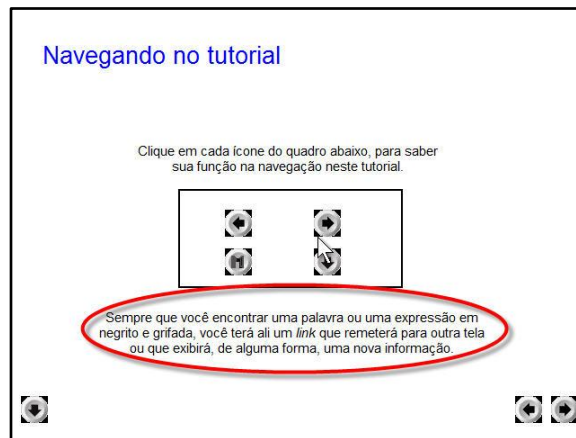 Navegando no tutorial
Clique em cada ícone do quadro abaixo, para saber
sua função na navegação neste tutorial.
Sempre que você encontrar uma palavra ou uma expressão em
negrito e grifada, você terá ali um link que remeterá para outra tela
ou que exibirá, de alguma forma, uma nova informação.